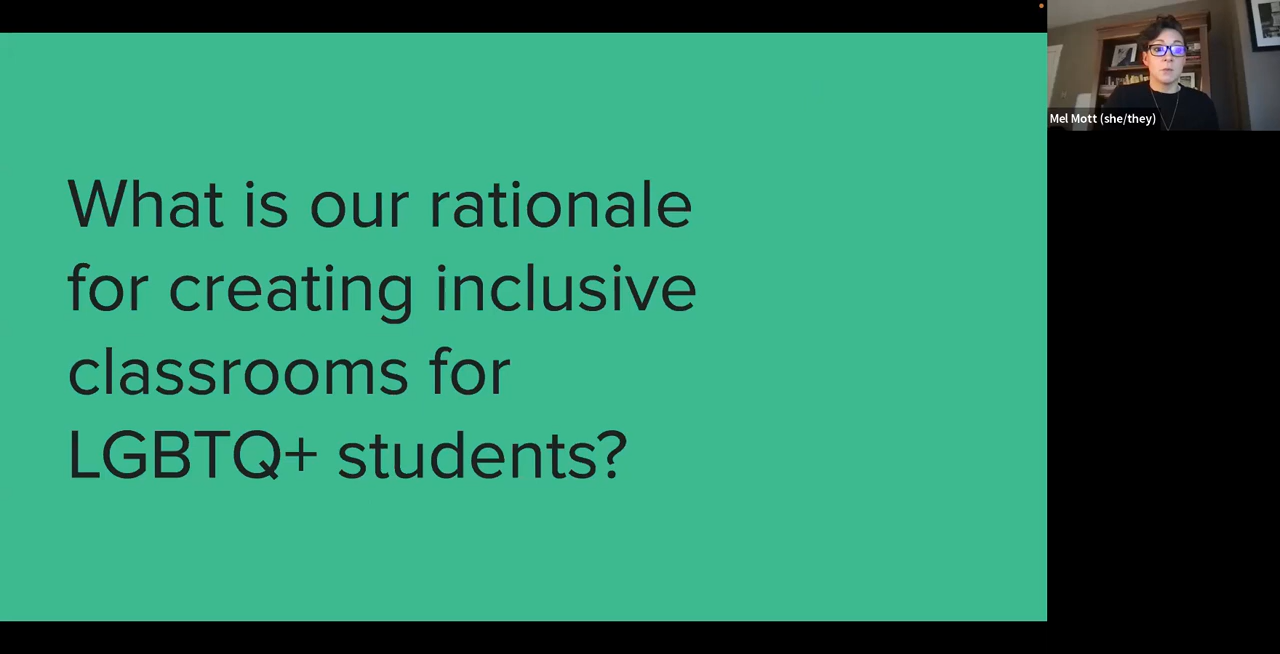 What is our rationale
for creating inclusive
classrooms for
LGBTQ+ students?
Mel Mott (she/they)